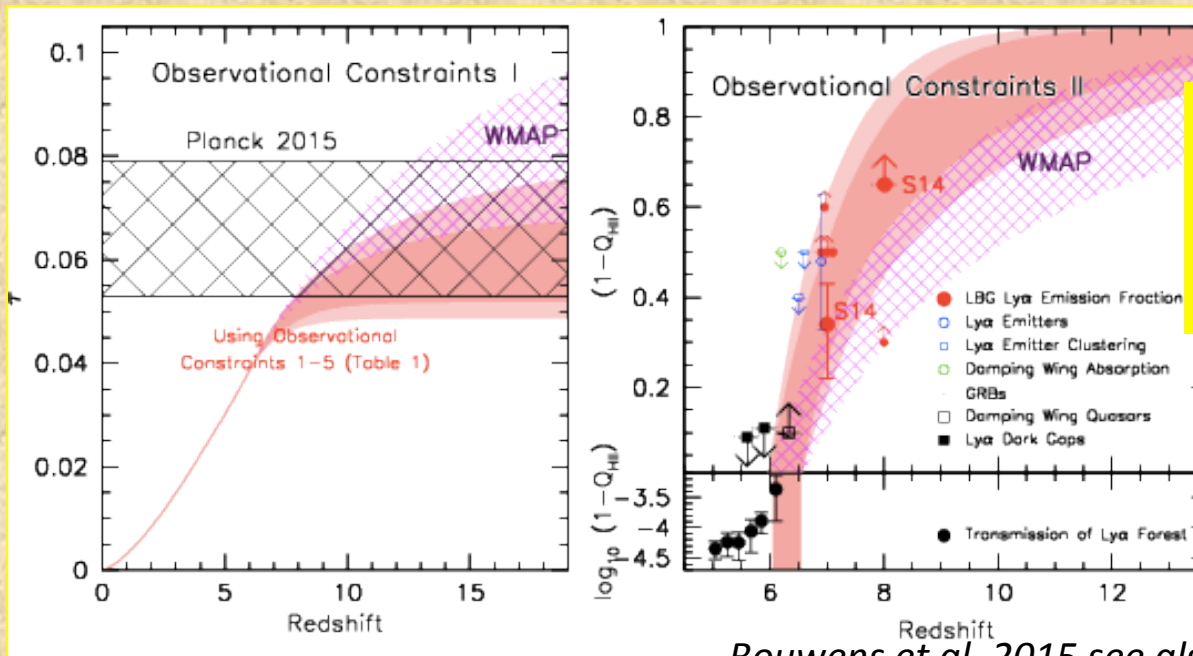 Observational Constraints I
Planck 2015
WMAP
Using Observational
Constraints 1-5 (Table 1)
τ
0.1
0.08
0.06
0.04
0.02
0
0 5 10 15
Redshift
Observational Constraints II
WMAP
S14
S14
LBG Lyα Emission Fraction
Lyα Emitters
Lyα Emitter Clustering
Damping Wing Absorption
GRBs
Damping Wing Quasars
Lyα Dark Gaps
(1-Q_HII)
1
0.8
0.6
0.4
0.2
log_10 (1-Q_HII)
-3.5
-4
-4.5
Transmission of Lyα Forest
6 8 10 12
Redshift
Bouwens et al. 2015 see als